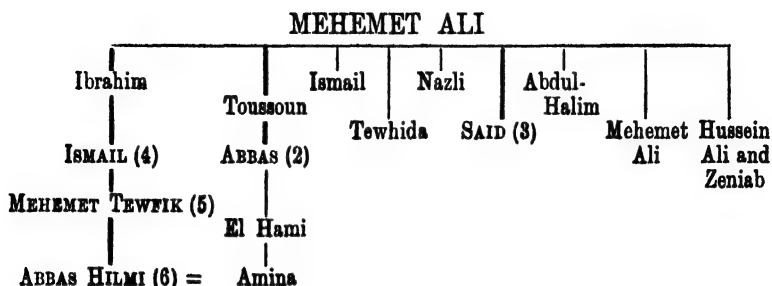 MEHEMET ALI
Ibrahim
Toussoun
Ismail
Tewhida
Nazli
SAID (3)
Abdul-
Halim
Mehemet
Ali
Hussein
Ali and
Zeniab
ISMAIL (4)
ABBAS (2)
MEHEMET TEWFIK (5)
El Hami
ABBAS HILMI (6) = Amina